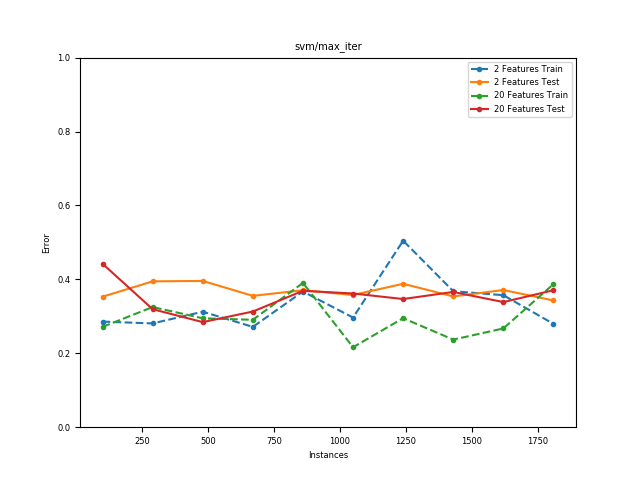 svm/max_iter
1.0
0.8
0.6
0.4
0.2
0.0
Error
250
500
750
1000
1250
1500
1750
Instances
2 Features Train
2 Features Test
20 Features Train
20 Features Test